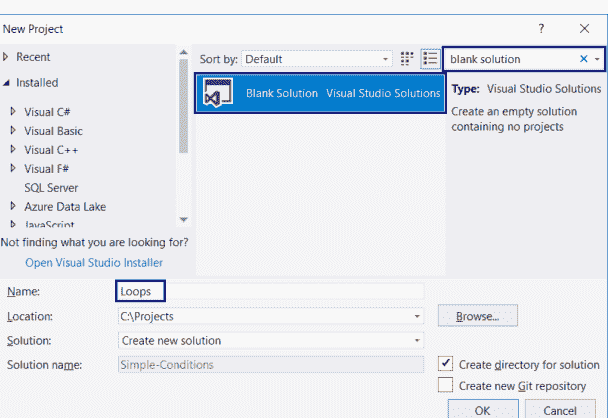 New Project
?
Recent
Installed
Visual C#
Visual Basic
Visual C++
Visual F#
SQL Server
Azure Data Lake
JavaScript
Not finding what you are looking for?
Open Visual Studio Installer
Sort by: Default
Blank Solution Visual Studio Solutions
blank solution
Type: Visual Studio Solutions
Create an empty solution
containing no projects
Name: Loops
Location: C:\Projects
Browse...
Solution: Create new solution
Solution name: Simple-Conditions
Create directory for solution
Create new Git repository
OK Cancel